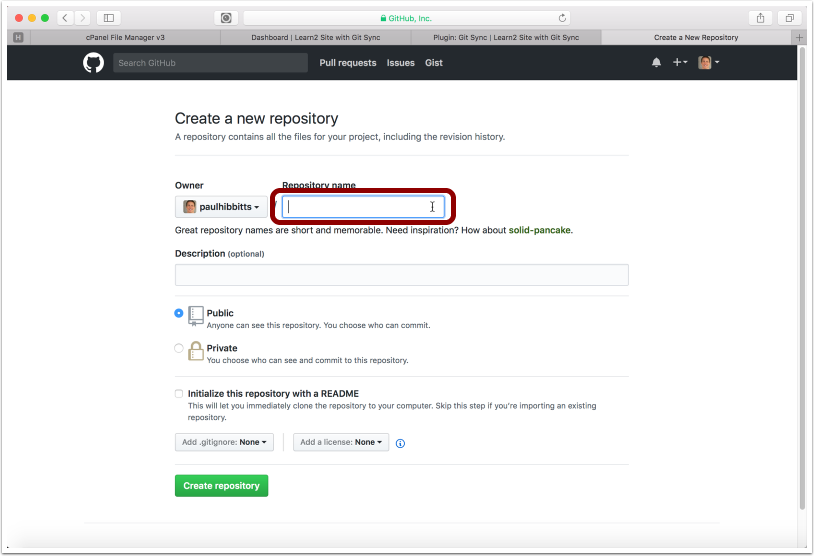 GitHub, Inc.
H
cPanel File Manager v3
Dashboard | Learn2 Site with Git Sync
Plugin: Git Sync | Learn2 Site with Git Sync
Create a New Repository
Search GitHub
Pull requests Issues Gist
Create a new repository
A repository contains all the files for your project, including the revision history.
Owner
Repository name
paulhibbitts
Great repository names are short and memorable. Need inspiration? How about solid-pancake.
Description (optional)
Public
Anyone can see this repository. You choose who can commit.
Private
You choose who can see and commit to this repository.
Initialize this repository with a README
This will let you immediately clone the repository to your computer. Skip this step if you're importing an existing
repository.
Add .gitignore: None
Add a license: None
Create repository